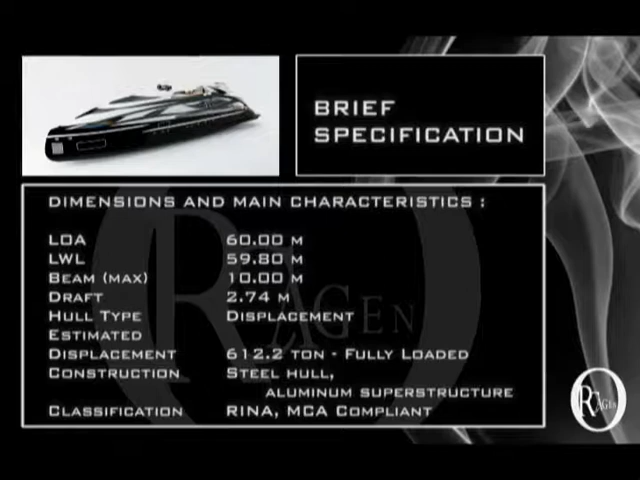 BRIEF
SPECIFICATION
DIMENSIONS AND MAIN CHARACTERISTICS :
LOA 60.00 M
LWL 59.80 M
BEAM (MAX) 10.00 M
DRAFT 2.74 M
HULL TYPE DISPLACEMENT
ESTIMATED
DISPLACEMENT 612.2 TON - FULLY LOADED
CONSTRUCTION STEEL HULL,
ALUMINUM SUPERSTRUCTURE
CLASSIFICATION RINA, MCA COMPLIANT